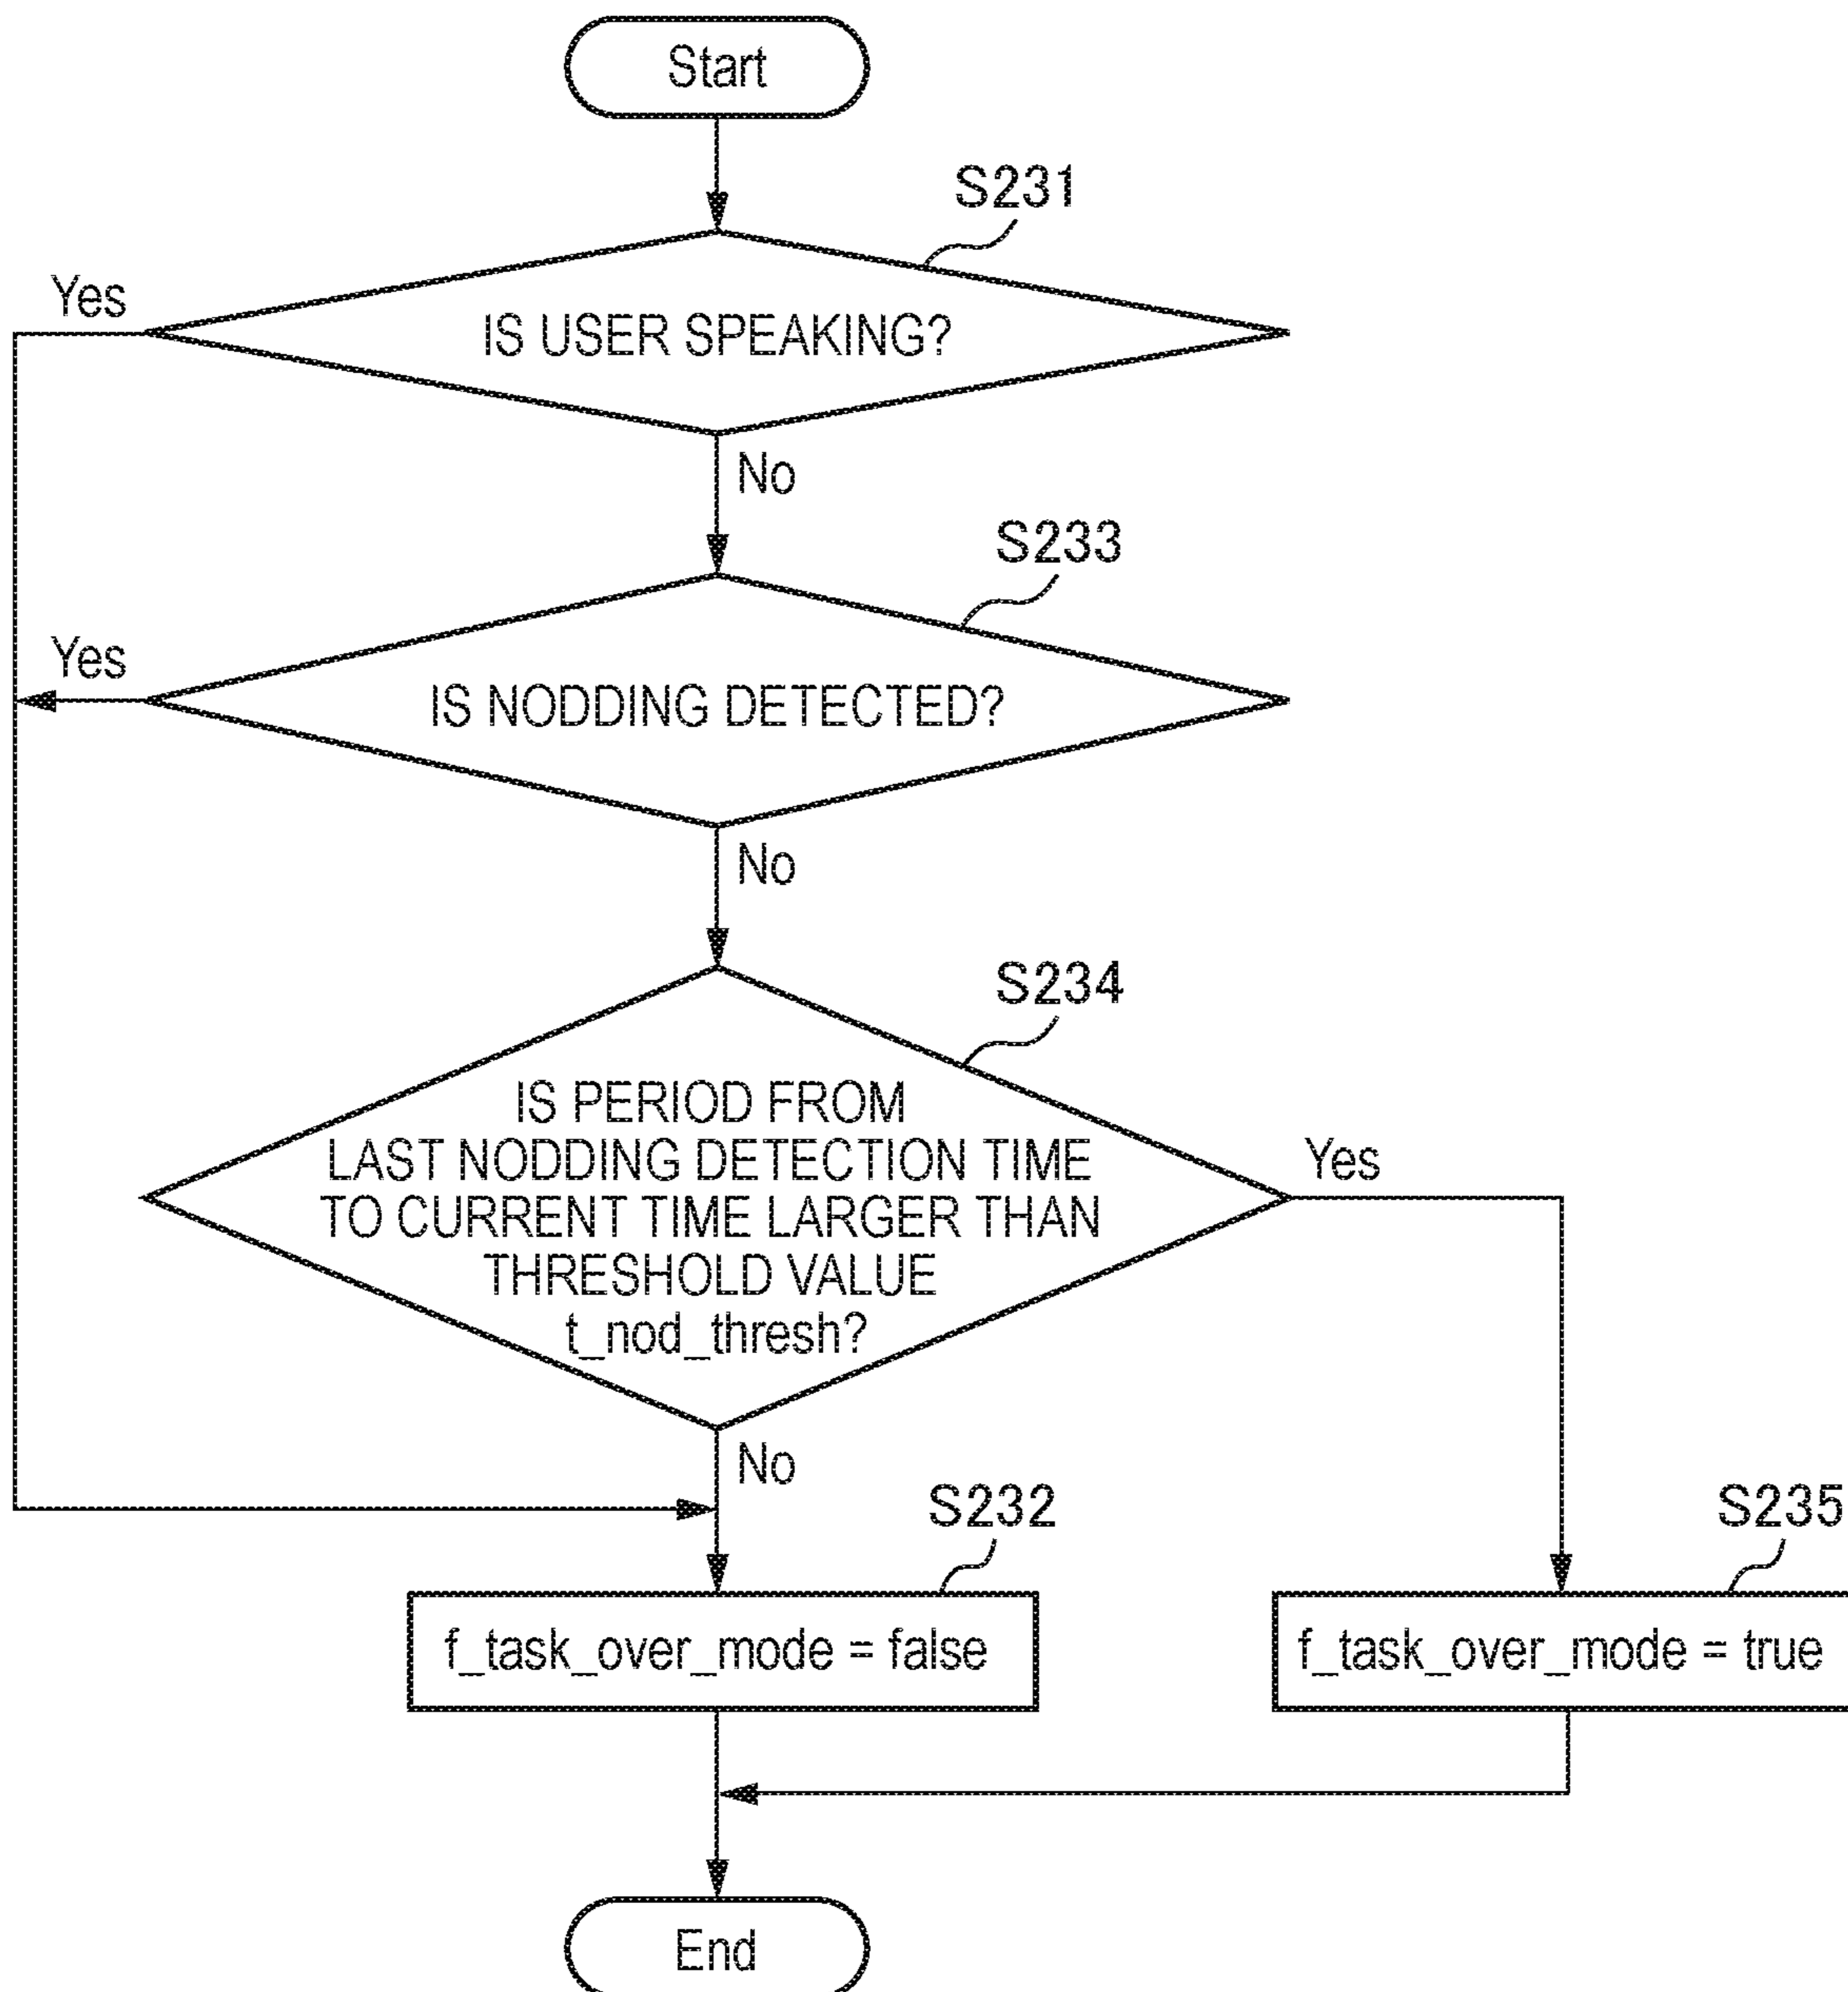 Start
S231
Yes
IS USER SPEAKING?
No
S233
Yes
IS NODDING DETECTED?
No
S234
IS PERIOD FROM
LAST NODDING DETECTION TIME
TO CURRENT TIME LARGER THAN
THRESHOLD VALUE
t_nod_thresh?
Yes
No
S232
S235
f_task_over_mode = false
f_task_over_mode = true
End